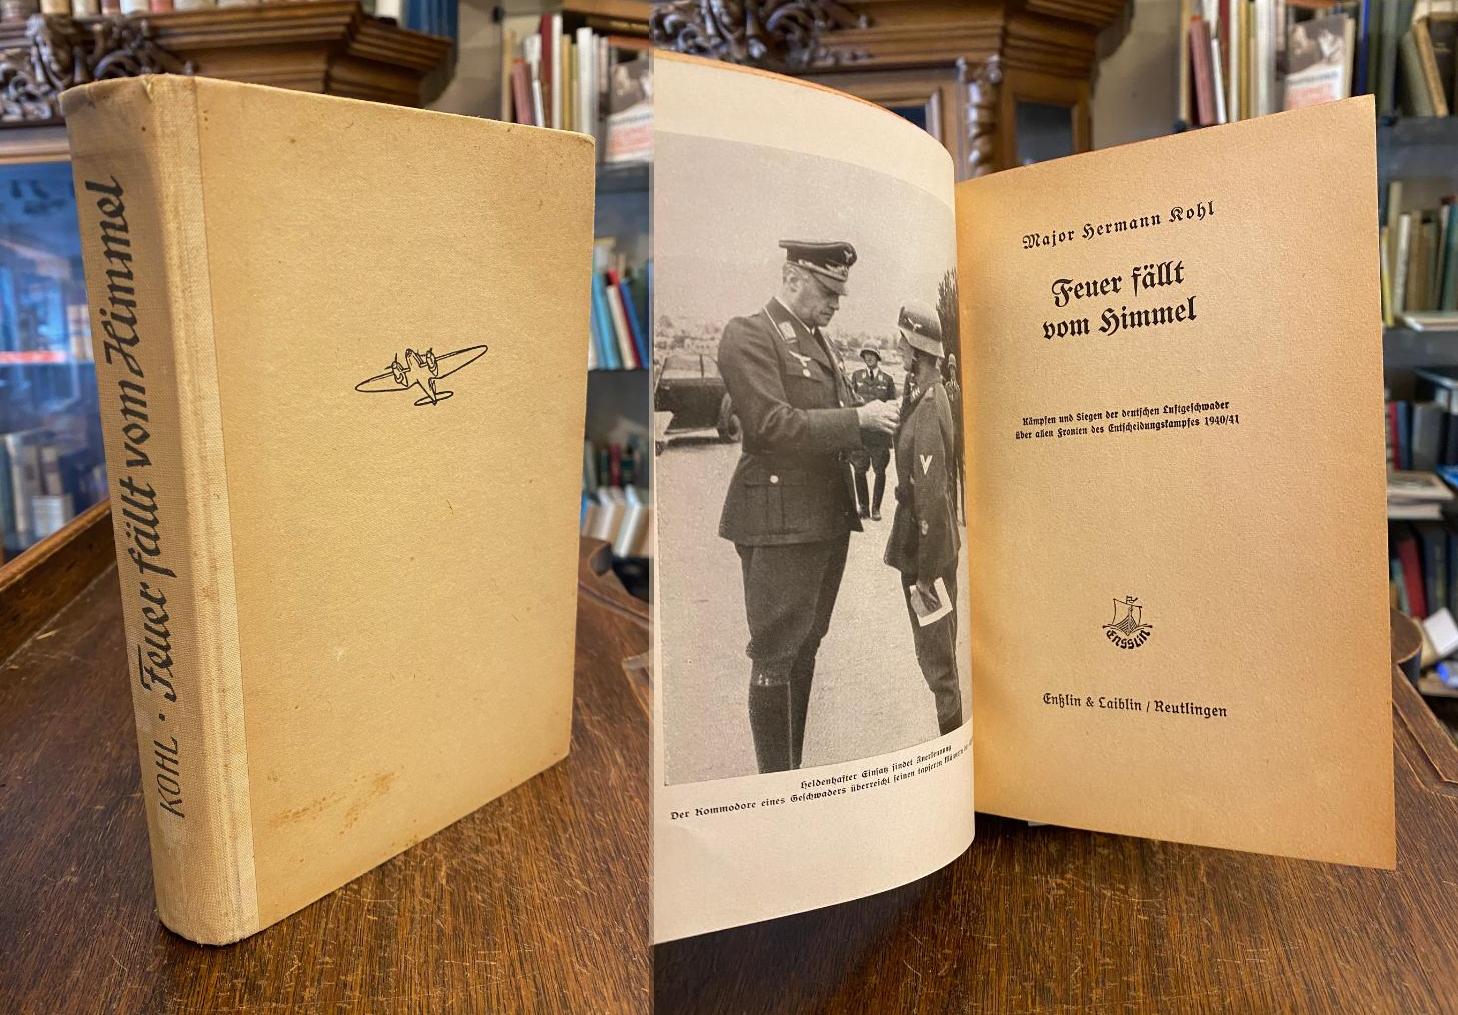 KOHL · Feuer fällt vom Himmel
Heldenhafter Einsatz findet Anerkennung
Der Kommodore eines Geschwaders überreicht seinen tapferen Männern
Major Hermann Kohl
Feuer fällt
vom Himmel
Kämpfen und Siegen der deutschen Luftgeschwader
über allen Fronten des Entscheidungskampfes 1940/41
ENSSLIN
Enßlin & Laiblin / Reutlingen